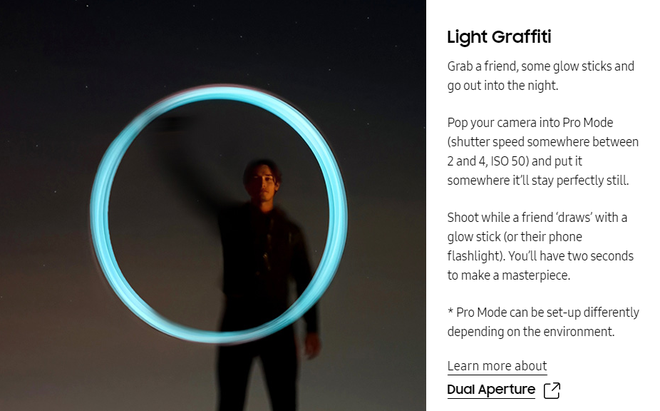 Light Graffiti
Grab a friend, some glow sticks and
go out into the night.
Pop your camera into Pro Mode
(shutter speed somewhere between
2 and 4, ISO 50) and put it
somewhere it'll stay perfectly still.
Shoot while a friend ‘draws’ with a
glow stick (or their phone
flashlight). You'll have two seconds
to make a masterpiece.
* Pro Mode can be set-up differently
depending on the environment.
Learn more about
Dual Aperture